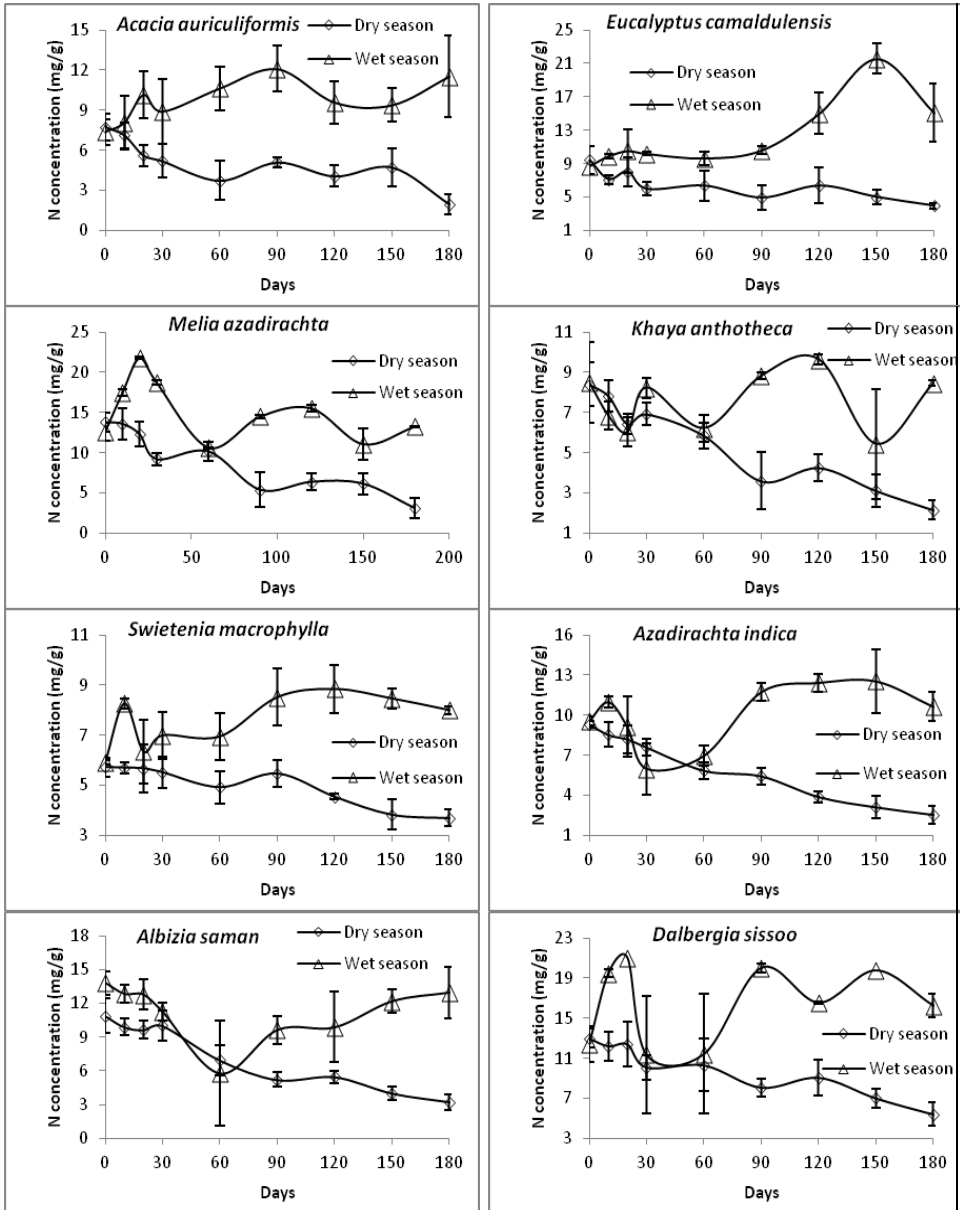 Acacia auriculiformis
Dry season
Wet season
N concentration (mg/g)
15
12
9
6
3
0
0 30 60 90 120 150 180
Days
Eucalyptus camaldulensis
Dry season
Wet season
N concentration (mg/g)
25
21
17
13
9
5
1
0 30 60 90 120 150 180
Days
Melia azadirachta
Dry season
Wet season
N concentration (mg/g)
25
20
15
10
5
0
0 50 100 150 200
Days
Khaya anthotheca
Dry season
Wet season
N concentration (mg/g)
11
9
7
5
3
1
0 30 60 90 120 150 180
Days
Swietenia macrophylla
Dry season
Wet season
N concentration (mg/g)
11
9
7
5
3
0 30 60 90 120 150 180
Days
Azadirachta indica
Dry season
Wet season
N concentration (mg/g)
16
13
10
7
4
1
0 30 60 90 120 150 180
Days
Albizia saman
Dry season
Wet season
N concentration (mg/g)
18
15
12
9
6
3
0
0 30 60 90 120 150 180
Days
Dalbergia sissoo
Dry season
Wet season
N concentration (mg/g)
23
19
15
11
7
3
0 30 60 90 120 150 180
Days